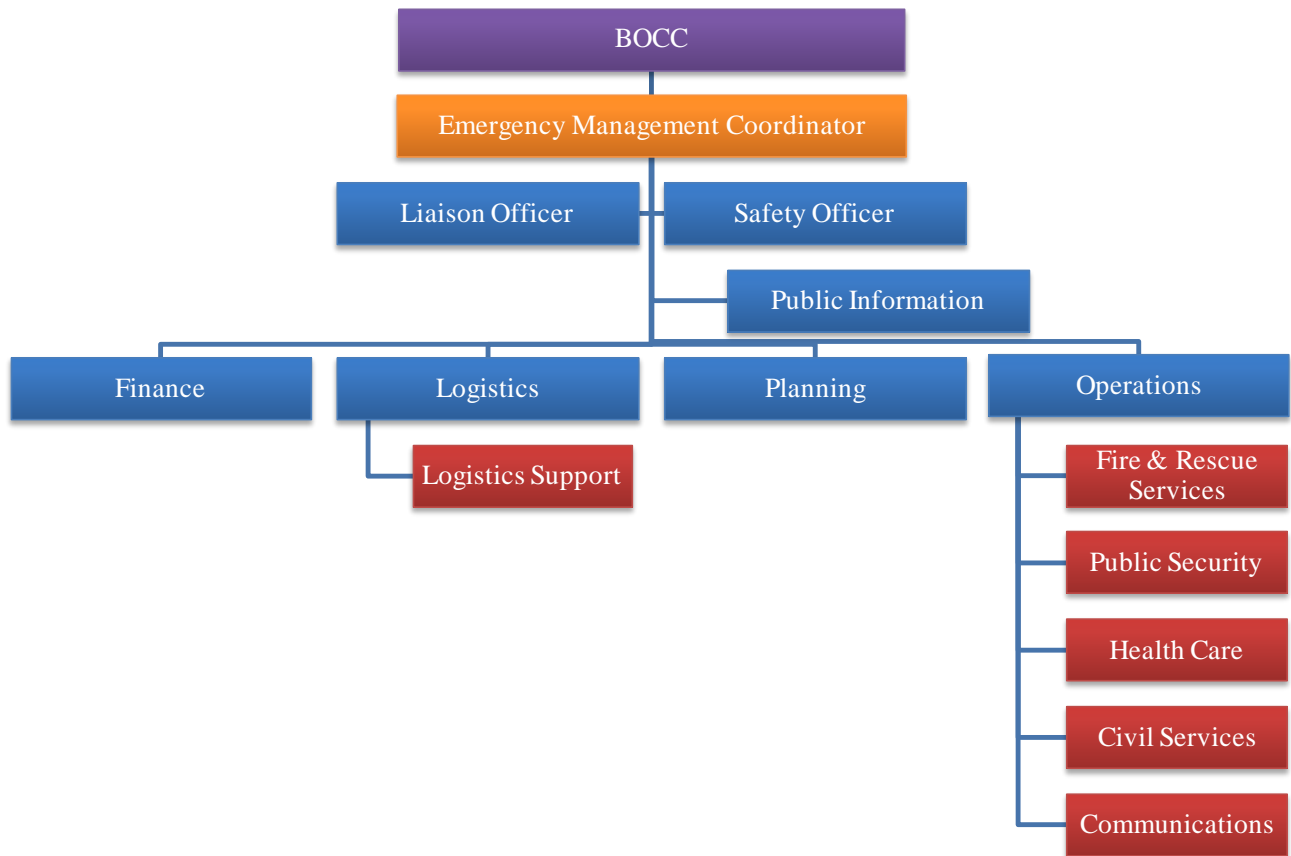 BOCC
Emergency Management Coordinator
Liaison Officer
Safety Officer
Public Information
Finance
Logistics
Planning
Operations
Logistics Support
Fire & Rescue
Services
Public Security
Health Care
Civil Services
Communications